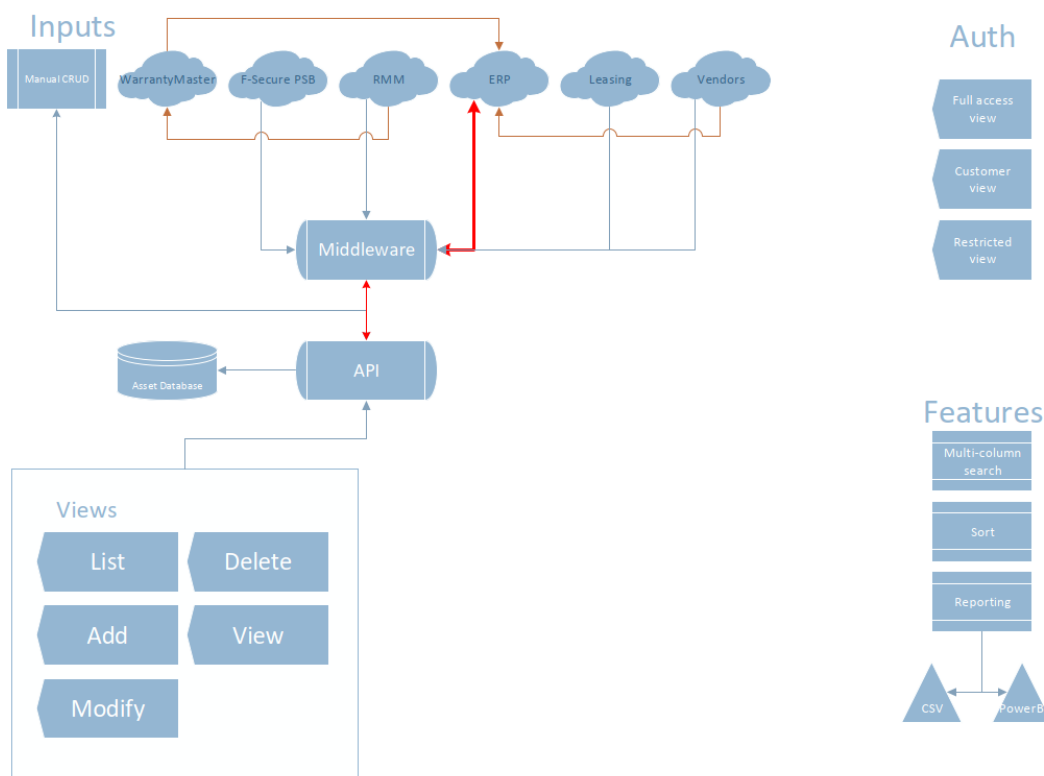 Inputs
Auth
Manual CRUD
WarrantyMaster
F-Secure PSB
RMM
ERP
Leasing
Vendors
Full access
view
Customer
view
Restricted
view
Middleware
API
Asset Database
Features
Multi-column
search
Sort
Reporting
CSV
PowerB
Views
List
Delete
Add
View
Modify